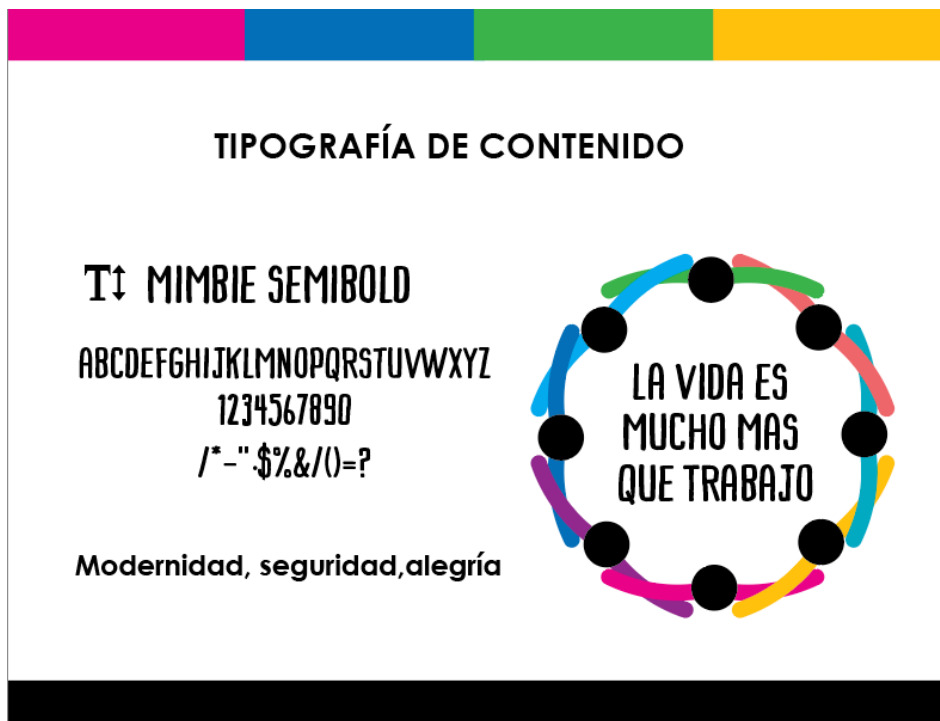 TIPOGRAFÍA DE CONTENIDO
T↕ MIMBIE SEMIBOLD
ABCDEFGHIJKLMNOPQRSTUVWXYZ
1234567890
/*-"·$%&/()=?
Modernidad, seguridad,alegría
LA VIDA ES
MUCHO MAS
QUE TRABAJO